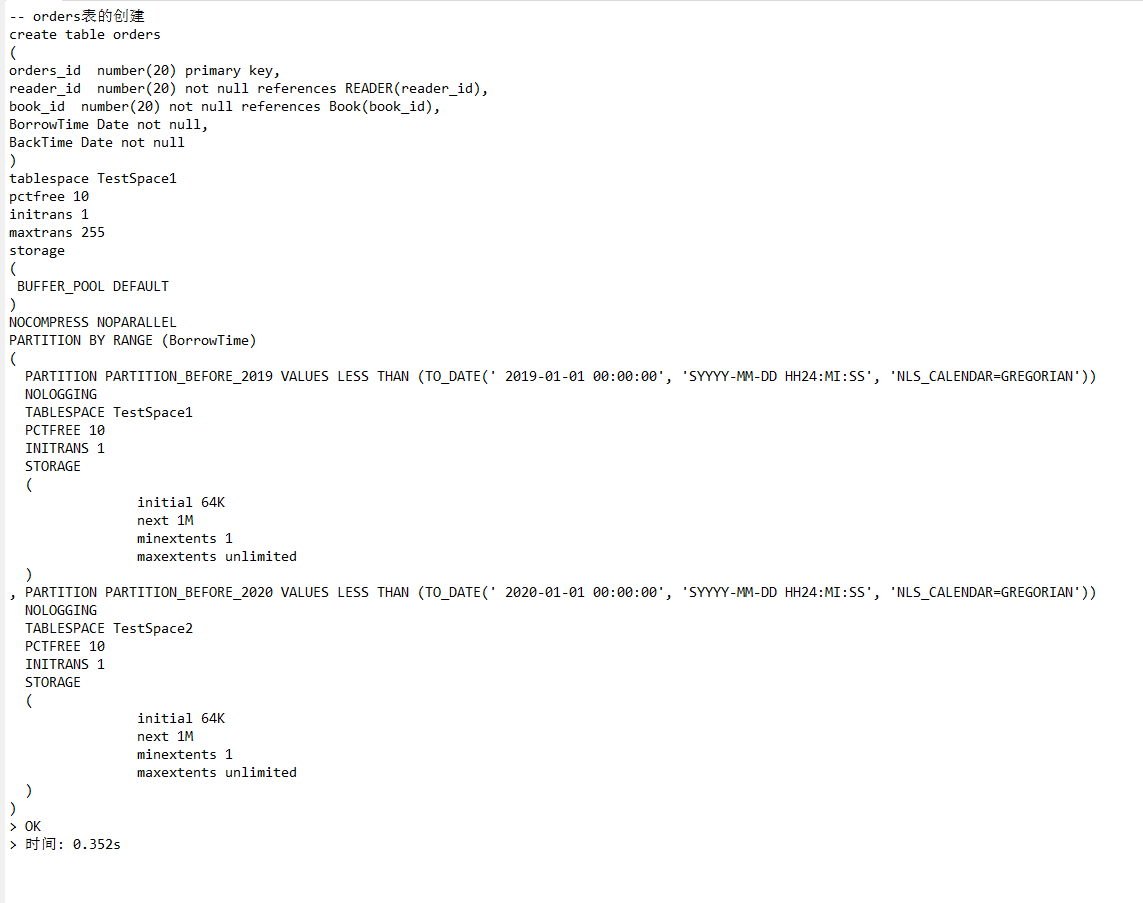 -- orders表的创建
create table orders
(
orders_id  number(20) primary key,
reader_id  number(20) not null references READER(reader_id),
book_id  number(20) not null references Book(book_id),
BorrowTime Date not null,
BackTime Date not null
)
tablespace TestSpace1
pctfree 10
initrans 1
maxtrans 255
storage
(
 BUFFER_POOL DEFAULT
)
NOCOMPRESS NOPARALLEL
PARTITION BY RANGE (BorrowTime)
(
  PARTITION PARTITION_BEFORE_2019 VALUES LESS THAN (TO_DATE(' 2019-01-01 00:00:00', 'SYYYY-MM-DD HH24:MI:SS', 'NLS_CALENDAR=GREGORIAN'))
  NOLOGGING
  TABLESPACE TestSpace1
  PCTFREE 10
  INITRANS 1
  STORAGE
  (
                initial 64K
                next 1M
                minextents 1
                maxextents unlimited
  )
, PARTITION PARTITION_BEFORE_2020 VALUES LESS THAN (TO_DATE(' 2020-01-01 00:00:00', 'SYYYY-MM-DD HH24:MI:SS', 'NLS_CALENDAR=GREGORIAN'))
  NOLOGGING
  TABLESPACE TestSpace2
  PCTFREE 10
  INITRANS 1
  STORAGE
  (
                initial 64K
                next 1M
                minextents 1
                maxextents unlimited
  )
)
> OK
> 时间: 0.352s